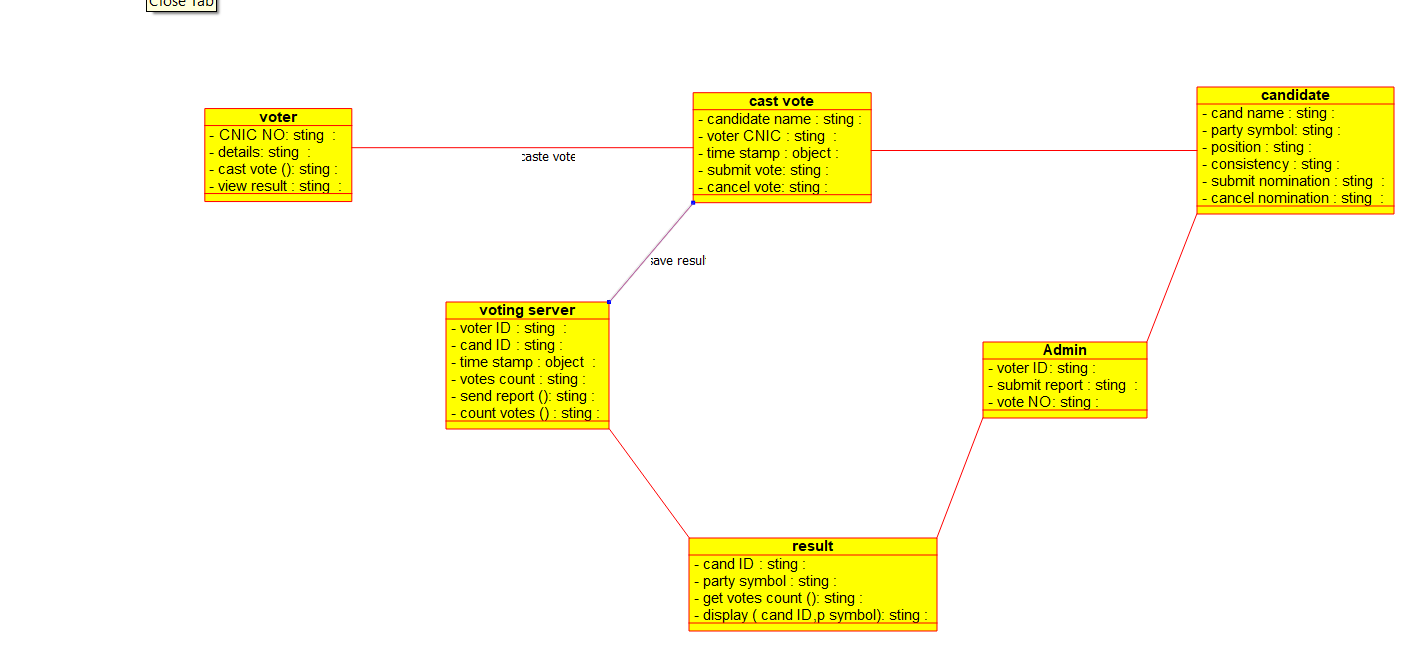 Close Tab
voter
- CNIC NO: sting :
- details: sting :
- cast vote (): sting :
- view result : sting :
caste vote
cast vote
- candidate name : sting :
- voter CNIC : sting :
- time stamp : object :
- submit vote: sting :
- cancel vote: sting :
candidate
- cand name : sting :
- party symbol: sting :
- position : sting :
- consistency : sting :
- submit nomination : sting :
- cancel nomination : sting :
save result
voting server
- voter ID : sting :
- cand ID : sting :
- time stamp : object :
- votes count : sting :
- send report (): sting :
- count votes () : sting :
Admin
- voter ID: sting :
- submit report : sting :
- vote NO: sting :
result
- cand ID : sting :
- party symbol : sting :
- get votes count (): sting :
- display ( cand ID,p symbol): sting :